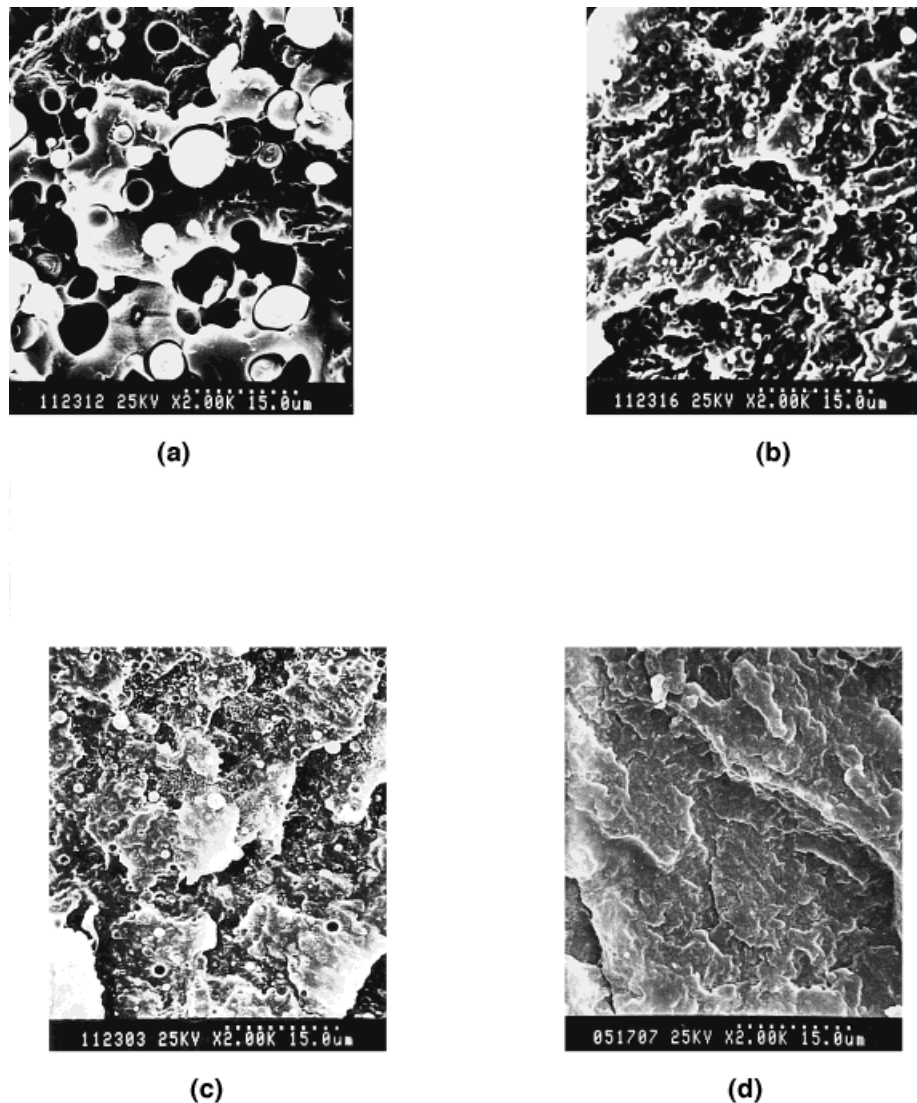 112312 25KV X2.00K 15.0um
112316 25KV X2.00K 15.0um
(a)
(b)
112303 25KV X2.00K 15.0um
051707 25KV X2.00K 15.0um
(c)
(d)